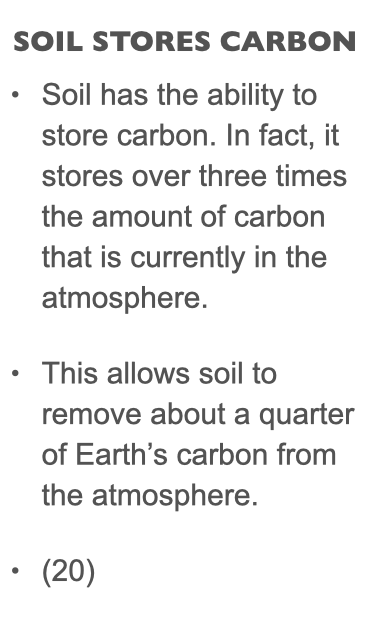 SOIL STORES CARBON
• Soil has the ability to
store carbon. In fact, it
stores over three times
the amount of carbon
that is currently in the
atmosphere.
• This allows soil to
remove about a quarter
of Earth’s carbon from
the atmosphere.
• (20)